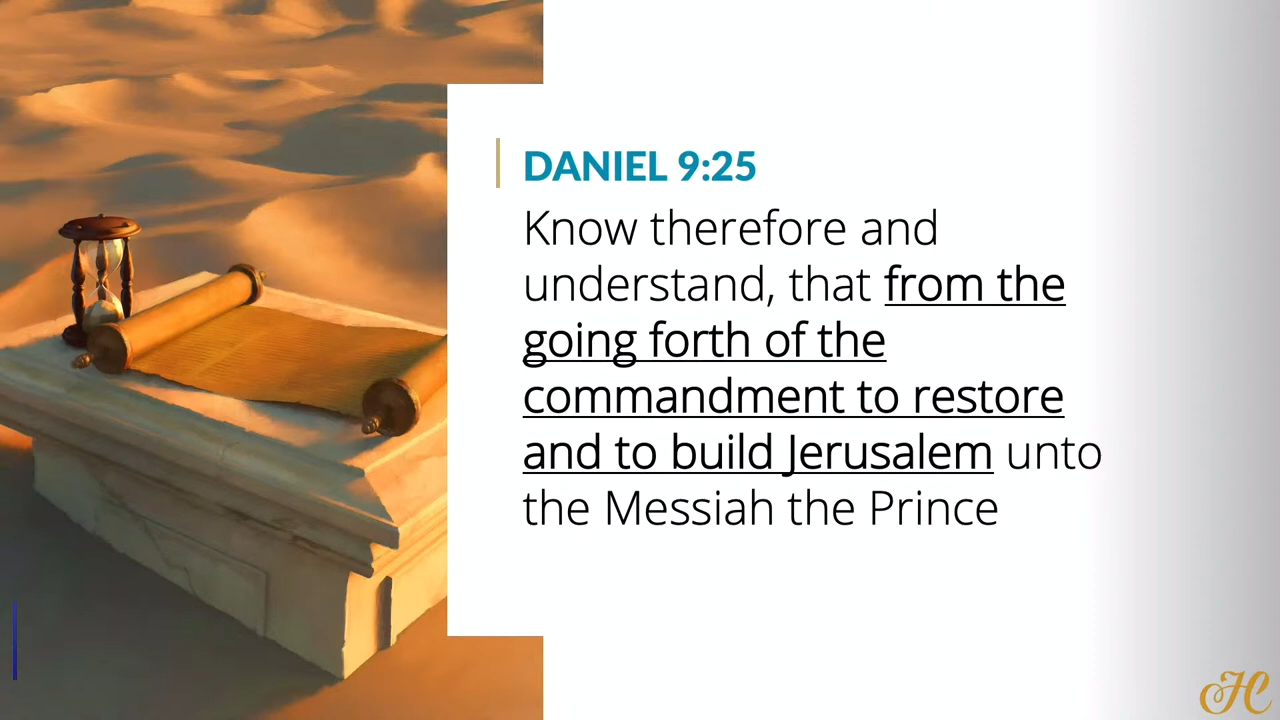 DANIEL 9:25
Know therefore and
understand, that from the
going forth of the
commandment to restore
and to build Jerusalem unto
the Messiah the Prince